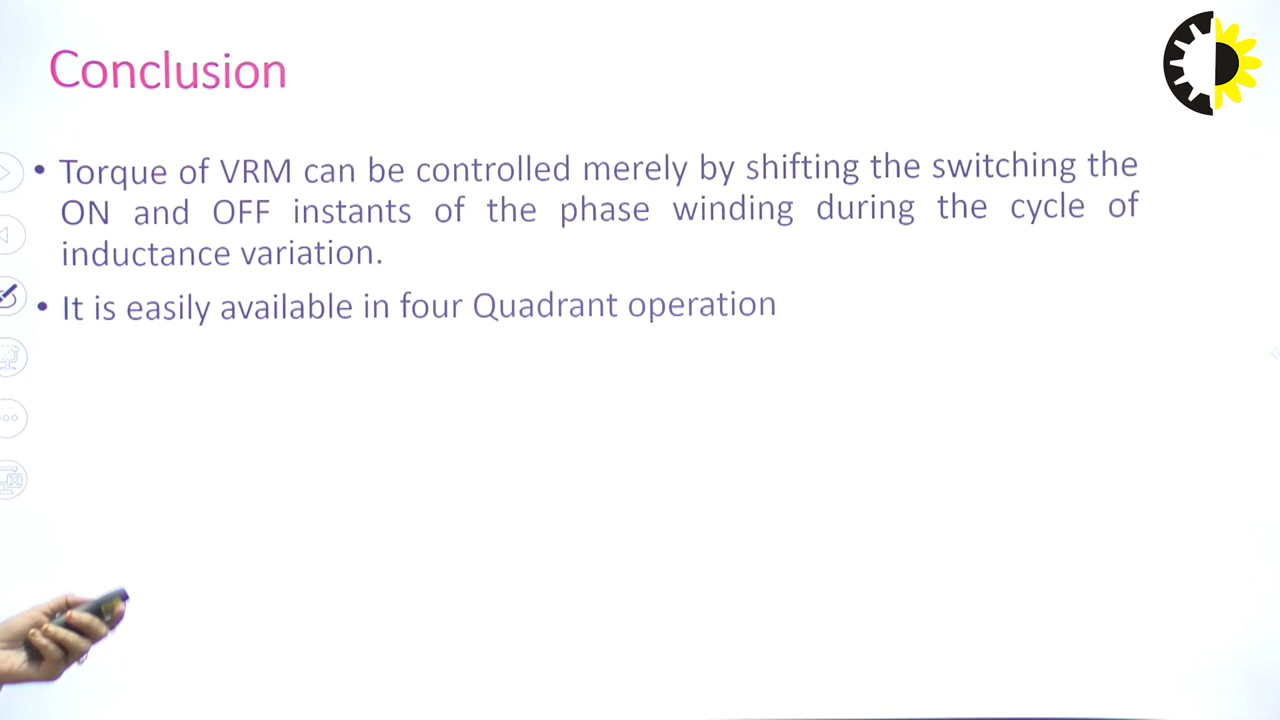 Conclusion
• Torque of VRM can be controlled merely by shifting the switching the
ON and OFF instants of the phase winding during the cycle of
inductance variation.
• It is easily available in four Quadrant operation